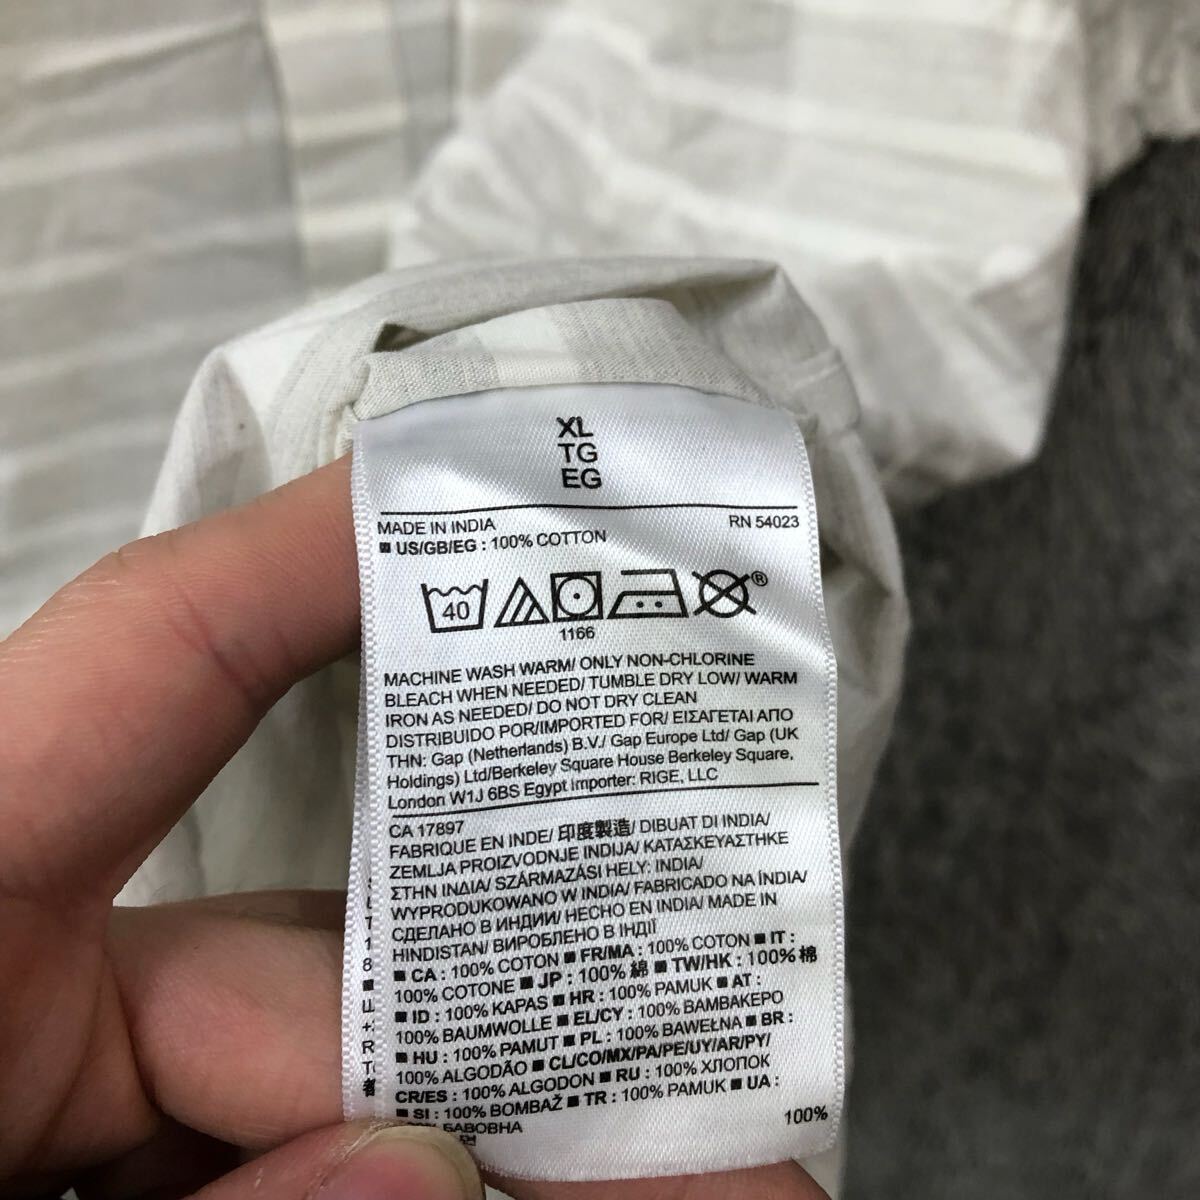 XL
TG
EG
MADE IN INDIA RN 54023
■ US/GB/EG : 100% COTTON
40
®
1166
MACHINE WASH WARM/ ONLY NON-CHLORINE
BLEACH WHEN NEEDED/ TUMBLE DRY LOW/ WARM
IRON AS NEEDED/ DO NOT DRY CLEAN
DISTRIBUIDO POR/IMPORTED FOR/ ΕΙΣΑΓΕΤΑΙ ΑΠΟ
ΤΗΝ: Gap (Netherlands) B.V./ Gap Europe Ltd/ Gap (UK
Holdings) Ltd/Berkeley Square House Berkeley Square,
London W1J 6BS Egypt importer: RIGE, LLC
CA 17897
FABRIQUE EN INDE/ 印度製造/ DIBUAT DI INDIA/
ZEMLJA PROIZVODNJE INDIJA/ ΚΑΤΑΣΚΕΥΑΣΤΗΚΕ
ΣΤΗΝ ΙΝΔΙΑ/ SZÁRMAZÁSI HELY: INDIA/
WYPRODUKOWANO W INDIA/ FABRICADO NA ÍNDIA/
СДЕЛАНО В ИНДИИ/ HECHO EN INDIA/ MADE IN
HINDISTAN/ ВИРОБЛЕНО В ІНДІЇ
■ CA : 100% COTON ■ FR/MA : 100% COTON ■ IT :
100% COTONE ■ JP : 100% 綿 ■ TW/HK : 100% 棉
■ ID : 100% KAPAS ■ HR : 100% PAMUK ■ AT :
100% BAUMWOLLE ■ EL/CY : 100% ΒΑΜΒΑΚΕΡΟ
■ HU : 100% PAMUT ■ PL : 100% BAWEŁNA ■ BR :
100% ALGODÃO ■ CL/CO/MX/PA/PE/UY/AR/PY/
CR/ES : 100% ALGODON ■ RU : 100% ХЛОПОК
■ SI : 100% BOMBAŽ ■ TR : 100% PAMUK ■ UA :
БАВОВНА 100%